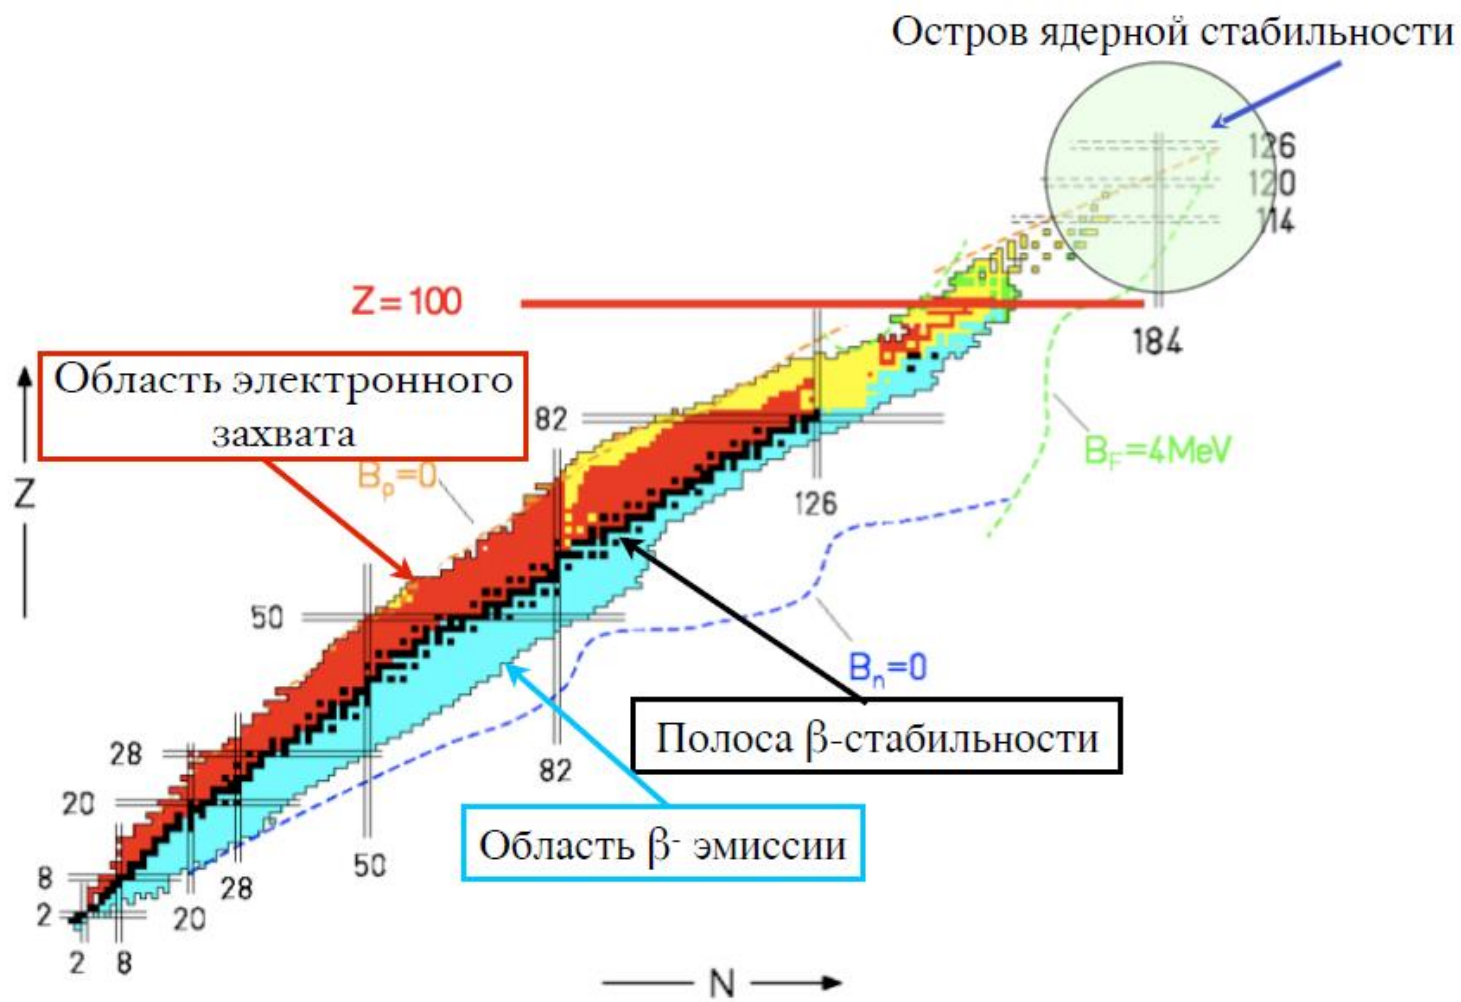 Остров ядерной стабильности
126
120
114
Z=100
184
Область электронного
захвата
82
Bp=0
BF=4MeV
Z
126
50
Bn=0
Полоса β-стабильности
28
82
20
Область β- эмиссии
50
8
28
2
20
2
8
N